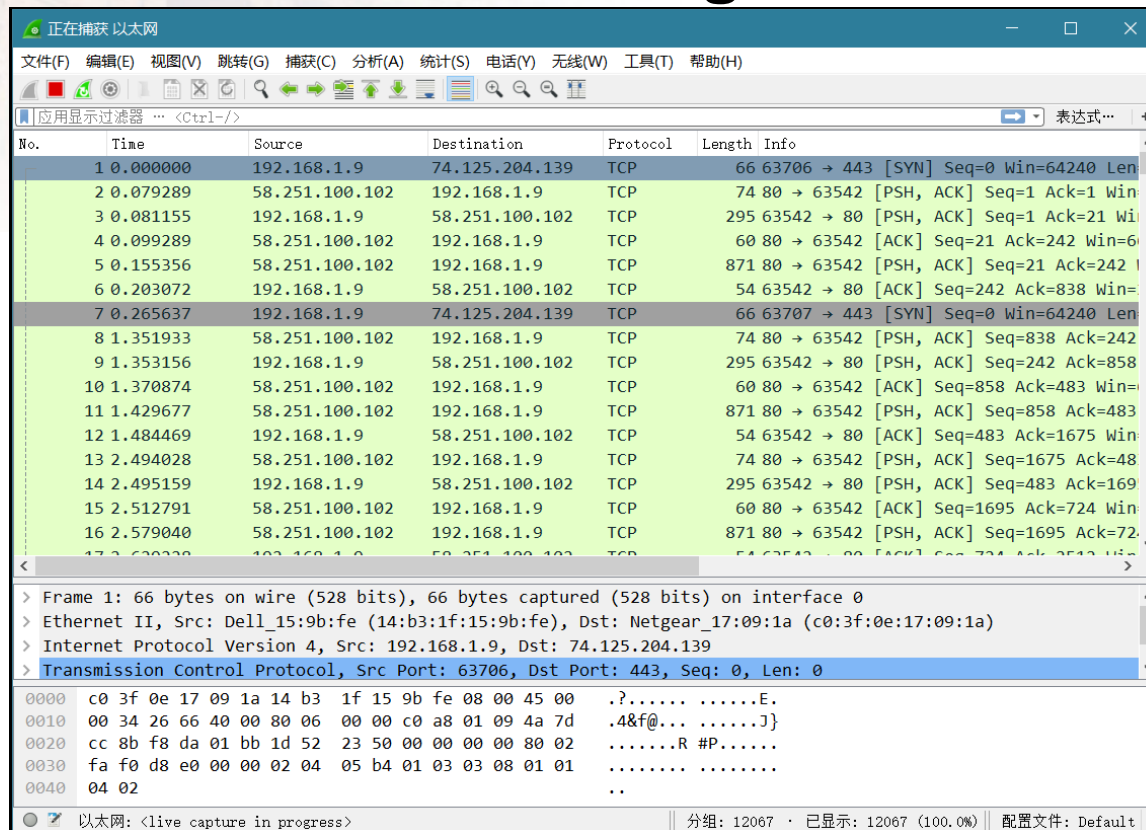 正在捕获 以太网
文件(F) 编辑(E) 视图(V) 跳转(G) 捕获(C) 分析(A) 统计(S) 电话(Y) 无线(W) 工具(T) 帮助(H)
应用显示过滤器 … <Ctrl-/> 表达式…
No. Time Source Destination Protocol Length Info
1 0.000000 192.168.1.9 74.125.204.139 TCP 66 63706 → 443 [SYN] Seq=0 Win=64240 Len
2 0.079289 58.251.100.102 192.168.1.9 TCP 74 80 → 63542 [PSH, ACK] Seq=1 Ack=1 Win
3 0.081155 192.168.1.9 58.251.100.102 TCP 295 63542 → 80 [PSH, ACK] Seq=1 Ack=21 Wi
4 0.099289 58.251.100.102 192.168.1.9 TCP 60 80 → 63542 [ACK] Seq=21 Ack=242 Win=6
5 0.155356 58.251.100.102 192.168.1.9 TCP 871 80 → 63542 [PSH, ACK] Seq=21 Ack=242
6 0.203072 192.168.1.9 58.251.100.102 TCP 54 63542 → 80 [ACK] Seq=242 Ack=838 Win=
7 0.265637 192.168.1.9 74.125.204.139 TCP 66 63707 → 443 [SYN] Seq=0 Win=64240 Len
8 1.351933 58.251.100.102 192.168.1.9 TCP 74 80 → 63542 [PSH, ACK] Seq=838 Ack=242
9 1.353156 192.168.1.9 58.251.100.102 TCP 295 63542 → 80 [PSH, ACK] Seq=242 Ack=858
10 1.370874 58.251.100.102 192.168.1.9 TCP 60 80 → 63542 [ACK] Seq=858 Ack=483 Win=
11 1.429677 58.251.100.102 192.168.1.9 TCP 871 80 → 63542 [PSH, ACK] Seq=858 Ack=483
12 1.484469 192.168.1.9 58.251.100.102 TCP 54 63542 → 80 [ACK] Seq=483 Ack=1675 Win
13 2.494028 58.251.100.102 192.168.1.9 TCP 74 80 → 63542 [PSH, ACK] Seq=1675 Ack=48
14 2.495159 192.168.1.9 58.251.100.102 TCP 295 63542 → 80 [PSH, ACK] Seq=483 Ack=169
15 2.512791 58.251.100.102 192.168.1.9 TCP 60 80 → 63542 [ACK] Seq=1695 Ack=724 Win
16 2.579040 58.251.100.102 192.168.1.9 TCP 871 80 → 63542 [PSH, ACK] Seq=1695 Ack=72
Frame 1: 66 bytes on wire (528 bits), 66 bytes captured (528 bits) on interface 0
Ethernet II, Src: Dell_15:9b:fe (14:b3:1f:15:9b:fe), Dst: Netgear_17:09:1a (c0:3f:0e:17:09:1a)
Internet Protocol Version 4, Src: 192.168.1.9, Dst: 74.125.204.139
Transmission Control Protocol, Src Port: 63706, Dst Port: 443, Seq: 0, Len: 0
0000 c0 3f 0e 17 09 1a 14 b3 1f 15 9b fe 08 00 45 00 .?...... ......E.
0010 00 34 26 66 40 00 80 06 00 00 c0 a8 01 09 4a 7d .4&f@... ......J}
0020 cc 8b f8 da 01 bb 1d 52 23 50 00 00 00 00 80 02 .......R #P......
0030 fa f0 d8 e0 00 00 02 04 05 b4 01 03 03 08 01 01 ........ ........
0040 04 02 ..
以太网: <live capture in progress> 分组: 12067 · 已显示: 12067 (100.0%) 配置文件: Default